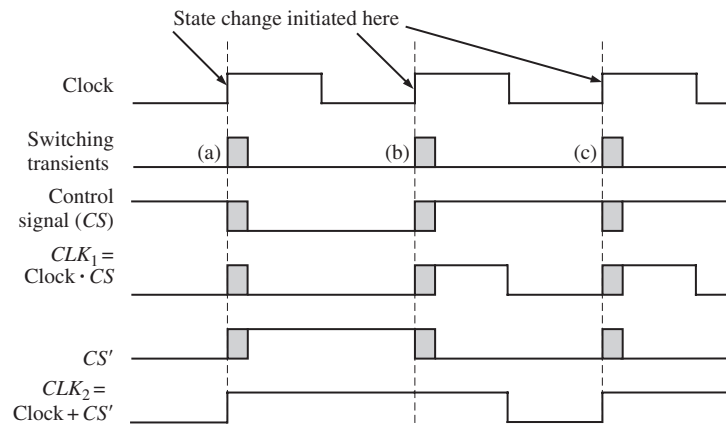 State change initiated here
Clock
Switching
transients
(a)
(b)
(c)
Control
signal (CS)
CLK₁ =
Clock · CS
CS′
CLK₂ =
Clock + CS′